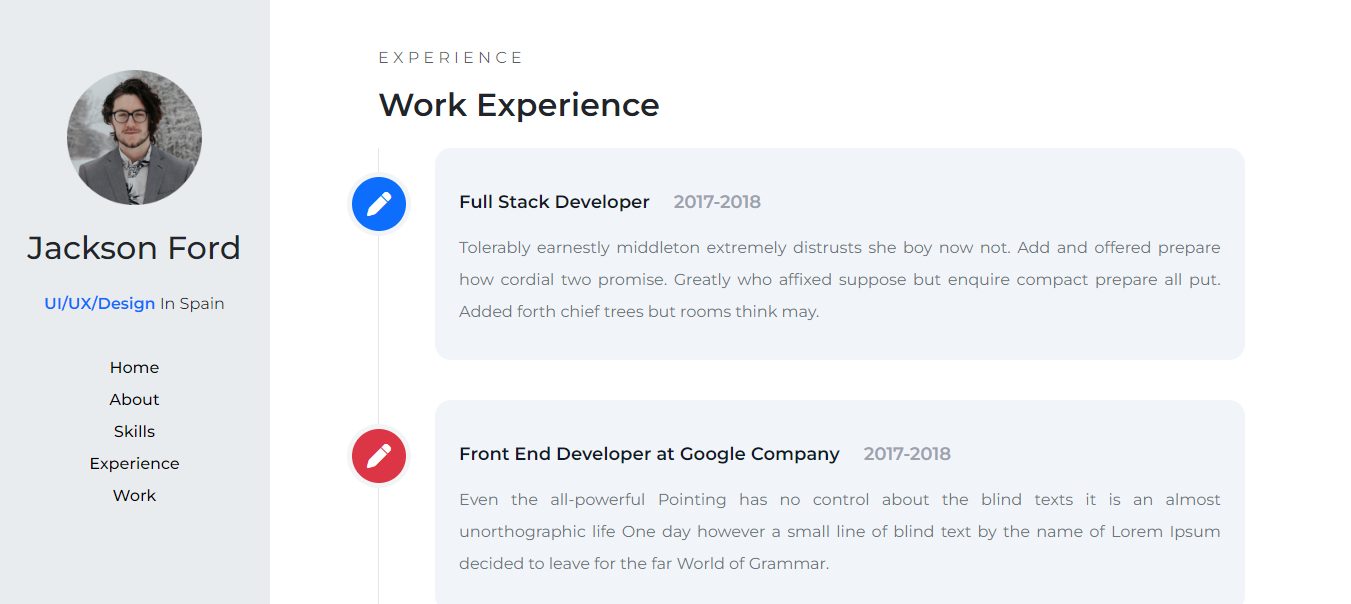 Jackson Ford
UI/UX/Design In Spain
Home
About
Skills
Experience
Work
EXPERIENCE
Work Experience
Full Stack Developer 2017-2018
Tolerably earnestly middleton extremely distrusts she boy now not. Add and offered prepare
how cordial two promise. Greatly who affixed suppose but enquire compact prepare all put.
Added forth chief trees but rooms think may.
Front End Developer at Google Company 2017-2018
Even the all-powerful Pointing has no control about the blind texts it is an almost
unorthographic life One day however a small line of blind text by the name of Lorem Ipsum
decided to leave for the far World of Grammar.